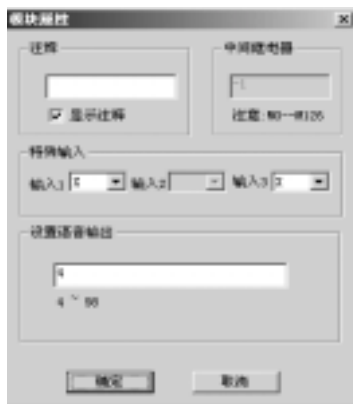 模块属性
注释
中间继电器
-1
显示注释
注意:M0--M126
特殊输入
输入1 X 输入2 输入3 X
设置语音输出
4
4 ~ 98
确定 取消